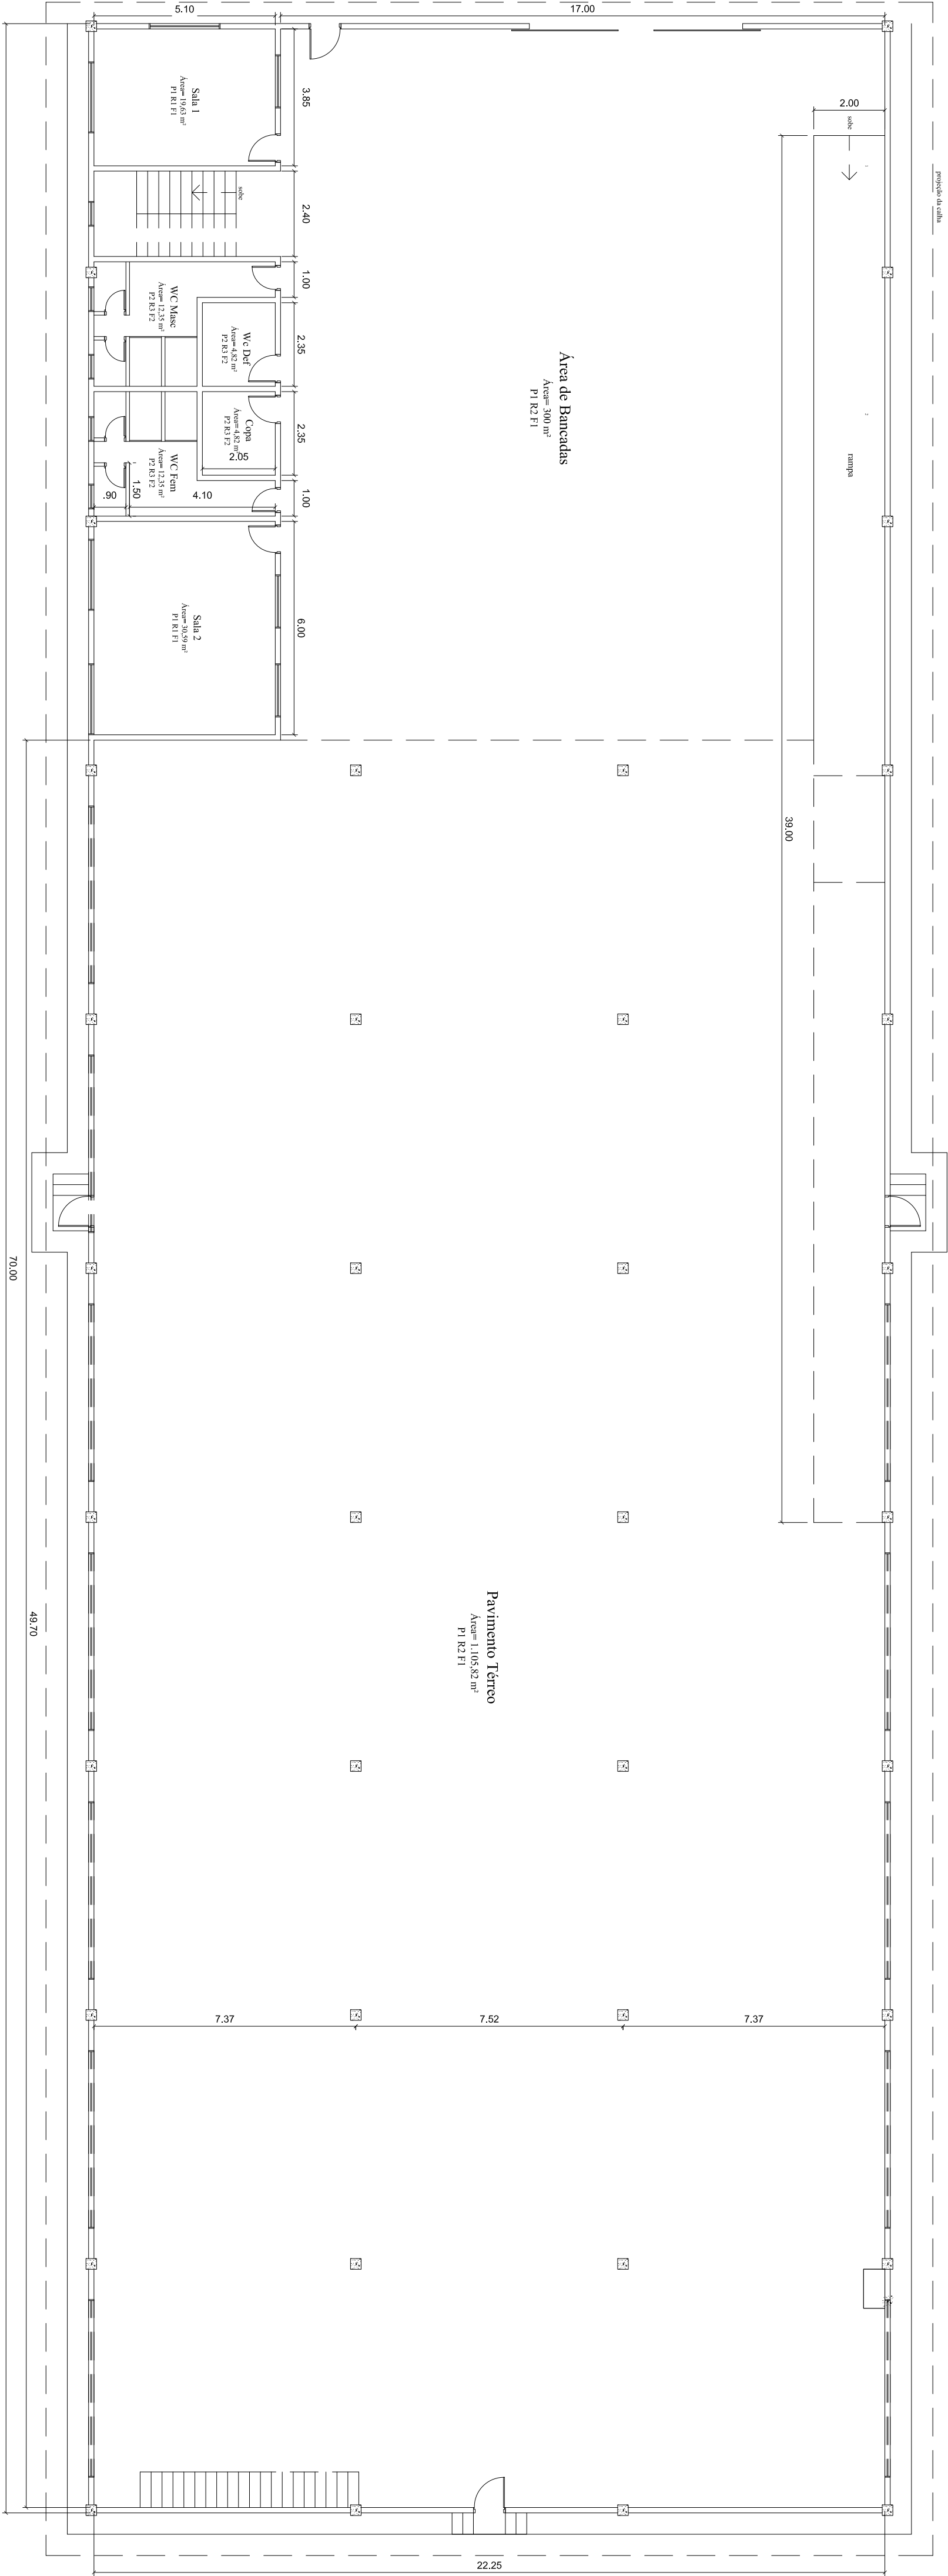 5.10
17.00
3.85
2.00
sobe
Sala 1
Área= 19,63 m²
P1 R1 F1
projeção da calha
2.40
sobe
1.00
WC Masc
Área= 12,35 m²
P2 R3 F2
2.35
Wc Def
Área= 4,82 m²
P2 R3 F2
Área de Bancadas
Área= 300 m²
P1 R2 F1
2.35
Copa
Área= 4,82 m²
P2 R3 F2
2.05
rampa
WC Fem
Área= 12,35 m²
P2 R3 F2
.90
1.50
4.10
1.00
6.00
Sala 2
Área= 30,59 m²
P1 R1 F1
39.00
70.00
49.70
Pavimento Térreo
Área= 1.105,82 m²
P1 R2 F1
7.37
7.52
7.37
22.25